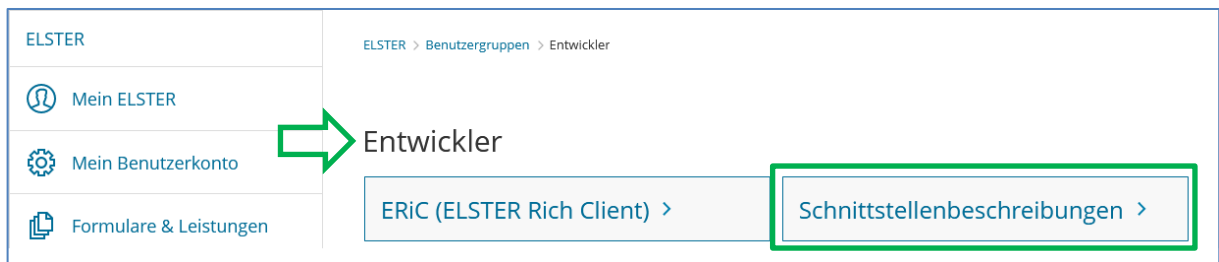 ELSTER
Mein ELSTER
Mein Benutzerkonto
Formulare & Leistungen
ELSTER > Benutzergruppen > Entwickler
Entwickler
ERiC (ELSTER Rich Client) >
Schnittstellenbeschreibungen >